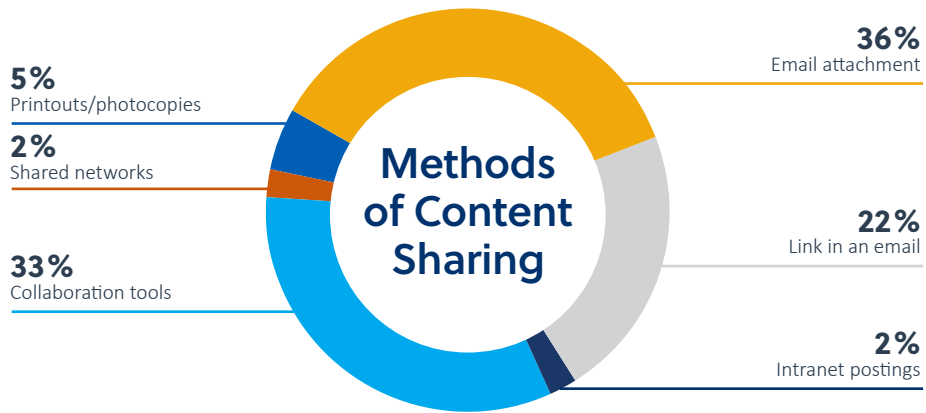 Methods
of Content
Sharing
36%
Email attachment
22%
Link in an email
2%
Intranet postings
33%
Collaboration tools
2%
Shared networks
5%
Printouts/photocopies